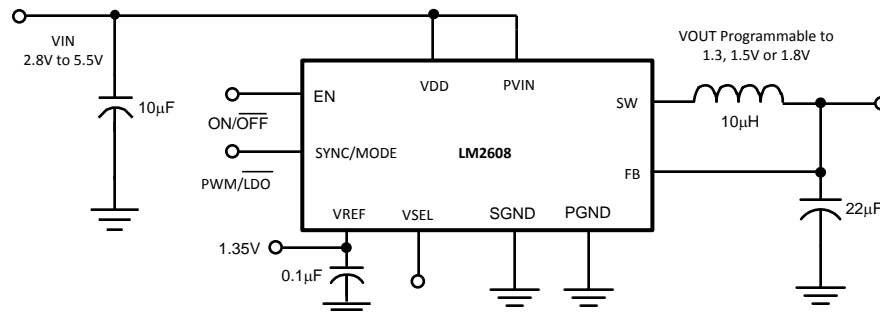 VIN
2.8V to 5.5V
VOUT Programmable to
1.3, 1.5V or 1.8V
VDD
PVIN
EN
SW
10μF
ON/OFF
10μH
SYNC/MODE
LM2608
PWM/LDO
FB
VREF
VSEL
SGND
PGND
22μF
1.35V
0.1μF